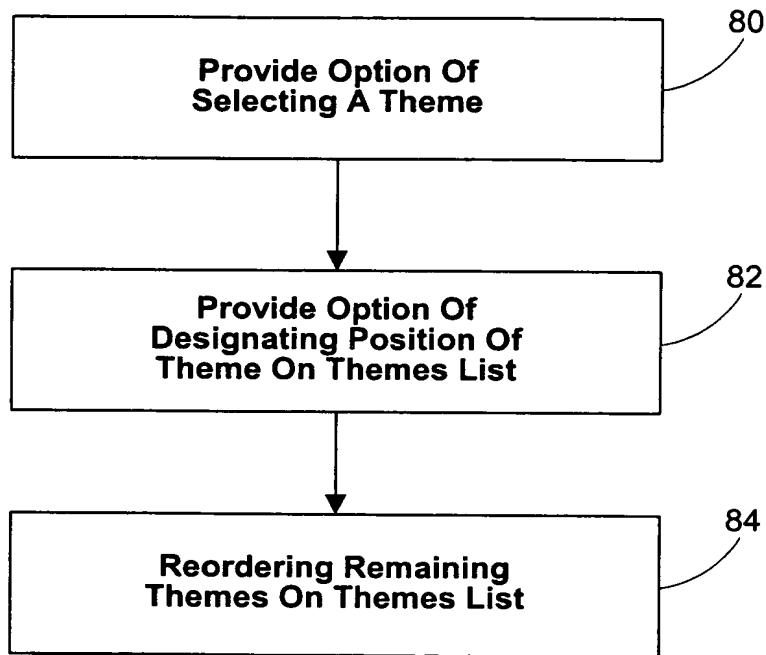 80
Provide Option Of
Selecting A Theme
82
Provide Option Of
Designating Position Of
Theme On Themes List
84
Reordering Remaining
Themes On Themes List